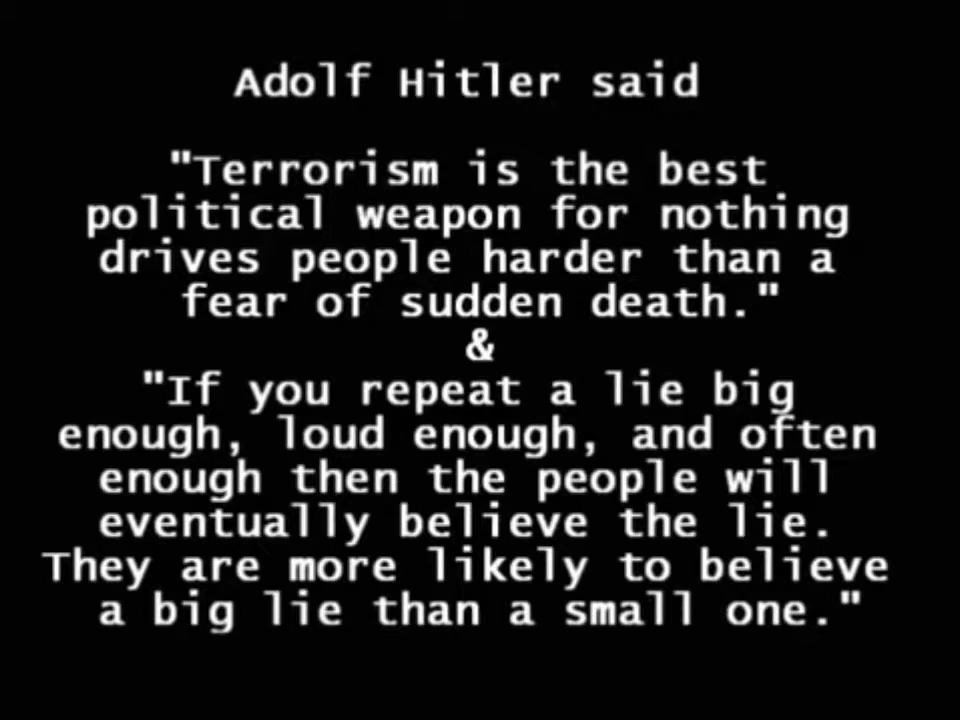 Adolf Hitler said
"Terrorism is the best
political weapon for nothing
drives people harder than a
fear of sudden death."
&
"If you repeat a lie big
enough, loud enough, and often
enough then the people will
eventually believe the lie.
They are more likely to believe
a big lie than a small one."